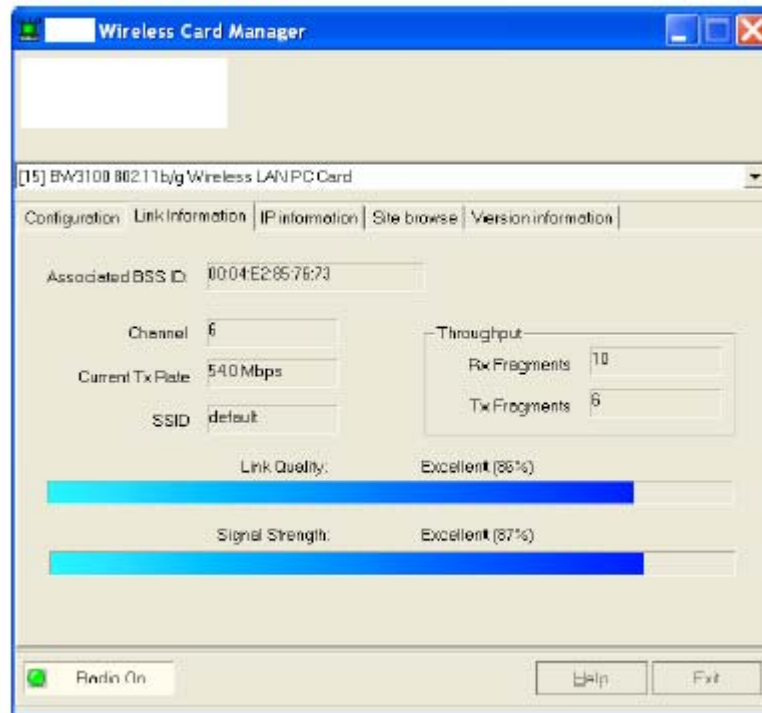 Wireless Card Manager
[15] BW3100 802.11b/g Wireless LAN PC Card
Configuration Link Information IP information Site browse Version information
Associated BSS ID: 00:04:E2:85:76:73
Channel 6
Current Tx Rate 54.0 Mbps
SSID default
Throughput
Rx Fragments 10
Tx Fragments 6
Link Quality: Excellent (86%)
Signal Strength: Excellent (87%)
Radio On
Help Exit